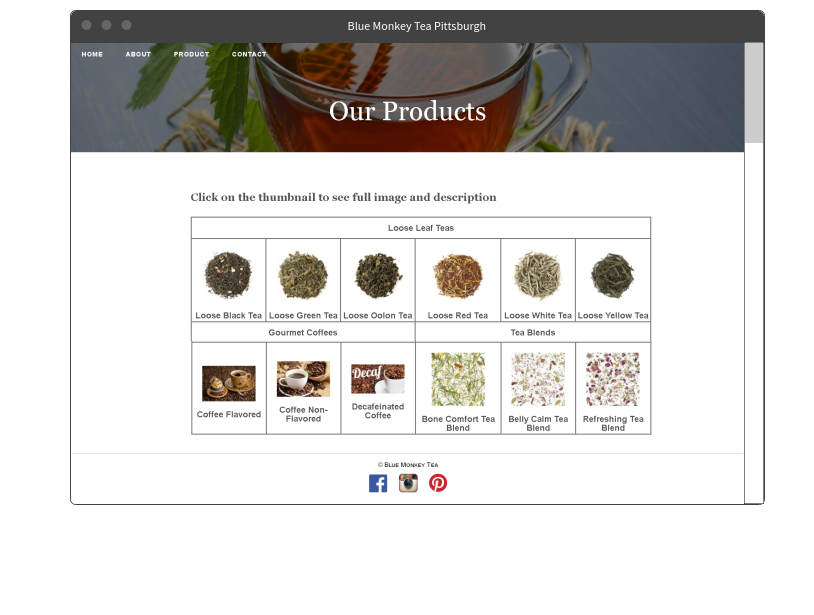 Blue Monkey Tea Pittsburgh
HOME ABOUT PRODUCT CONTACT
Our Products
Click on the thumbnail to see full image and description
Loose Leaf Teas
Loose Black Tea Loose Green Tea Loose Oolon Tea Loose Red Tea Loose White Tea Loose Yellow Tea
Gourmet Coffees Tea Blends
Decaf
Coffee Flavored
Coffee Non-
Flavored
Decafeinated
Coffee
Bone Comfort Tea
Blend
Belly Calm Tea
Blend
Refreshing Tea
Blend
© BLUE MONKEY TEA